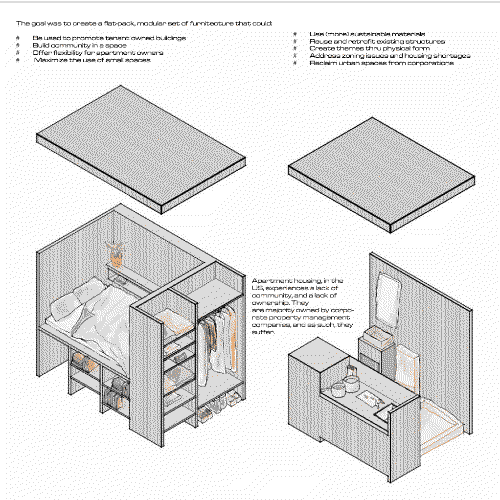 The goal was to create a flat-pack, modular set of furnitecture that could:
# Be used to promote tenant owned buildings
# Build community in a space
# Offer flexibility for apartment owners
# Maximize the use of small spaces
# Use (more) sustainable materials
# Reuse and retrofit existing structures
# Create themes thru physical form
# Address zoning issues and housing shortages
# Reclaim urban spaces from corporations
Apartment housing, in the
US, experiences a lack of
community, and a lack of
ownership. They
are majority owned by corpo-
rate property management
companies, and as such, they
suffer.